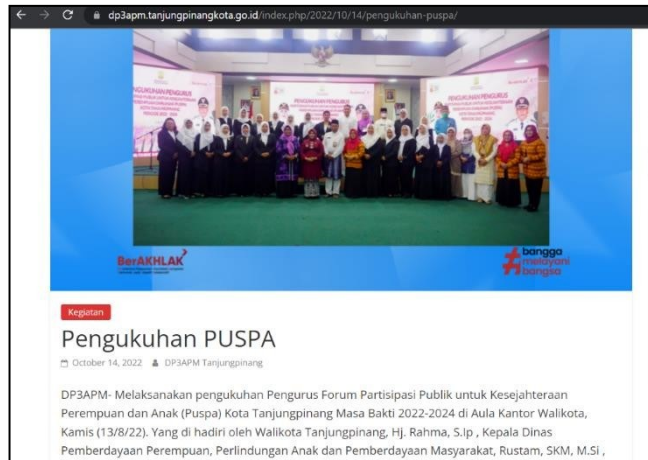 dp3apm.tanjungpinangkota.go.id/index.php/2022/10/14/pengukuhan-puspa/
PENGUKUHAN PENGURUS
BerAKHLAK
#bangga
melayani
bangsa
Kegiatan
Pengukuhan PUSPA
October 14, 2022 DP3APM Tanjungpinang
DP3APM- Melaksanakan pengukuhan Pengurus Forum Partisipasi Publik untuk Kesejahteraan
Perempuan dan Anak (Puspa) Kota Tanjungpinang Masa Bakti 2022-2024 di Aula Kantor Walikota,
Kamis (13/8/22). Yang di hadiri oleh Walikota Tanjungpinang, Hj. Rahma, S.Ip , Kepala Dinas
Pemberdayaan Perempuan, Perlindungan Anak dan Pemberdayaan Masyarakat, Rustam, SKM, M.Si ,